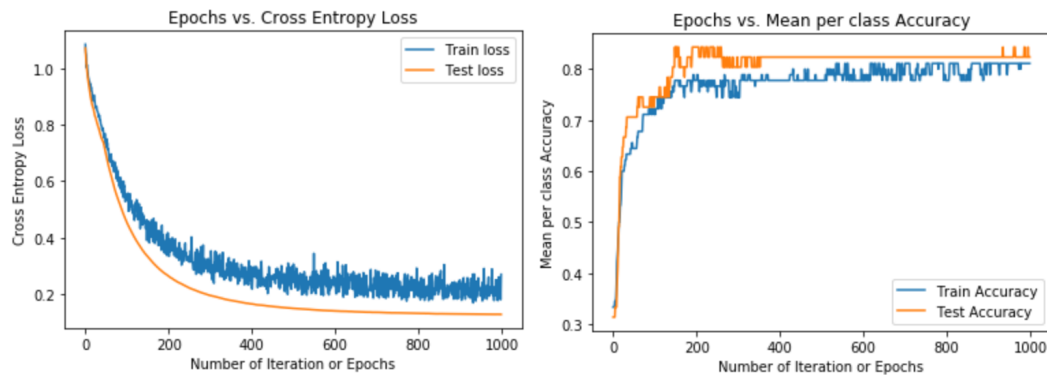 Epochs vs. Cross Entropy Loss
Cross Entropy Loss
1.0
0.8
0.6
0.4
0.2
Train loss
Test loss
0
200
400
600
800
1000
Number of Iteration or Epochs
Epochs vs. Mean per class Accuracy
Mean per class Accuracy
0.8
0.7
0.6
0.5
0.4
0.3
Train Accuracy
Test Accuracy
0
200
400
600
800
1000
Number of Iteration or Epochs